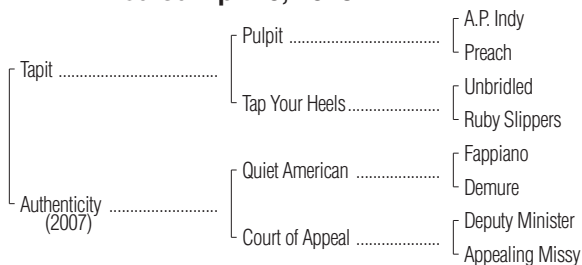 A.P. Indy
Pulpit ........................................
Preach
Tapit ..........................................
Unbridled
Tap Your Heels.........................
Ruby Slippers
Fappiano
Quiet American ......................
Demure
Authenticity .............................
(2007)
Deputy Minister
Court of Appeal ......................
Appealing Missy